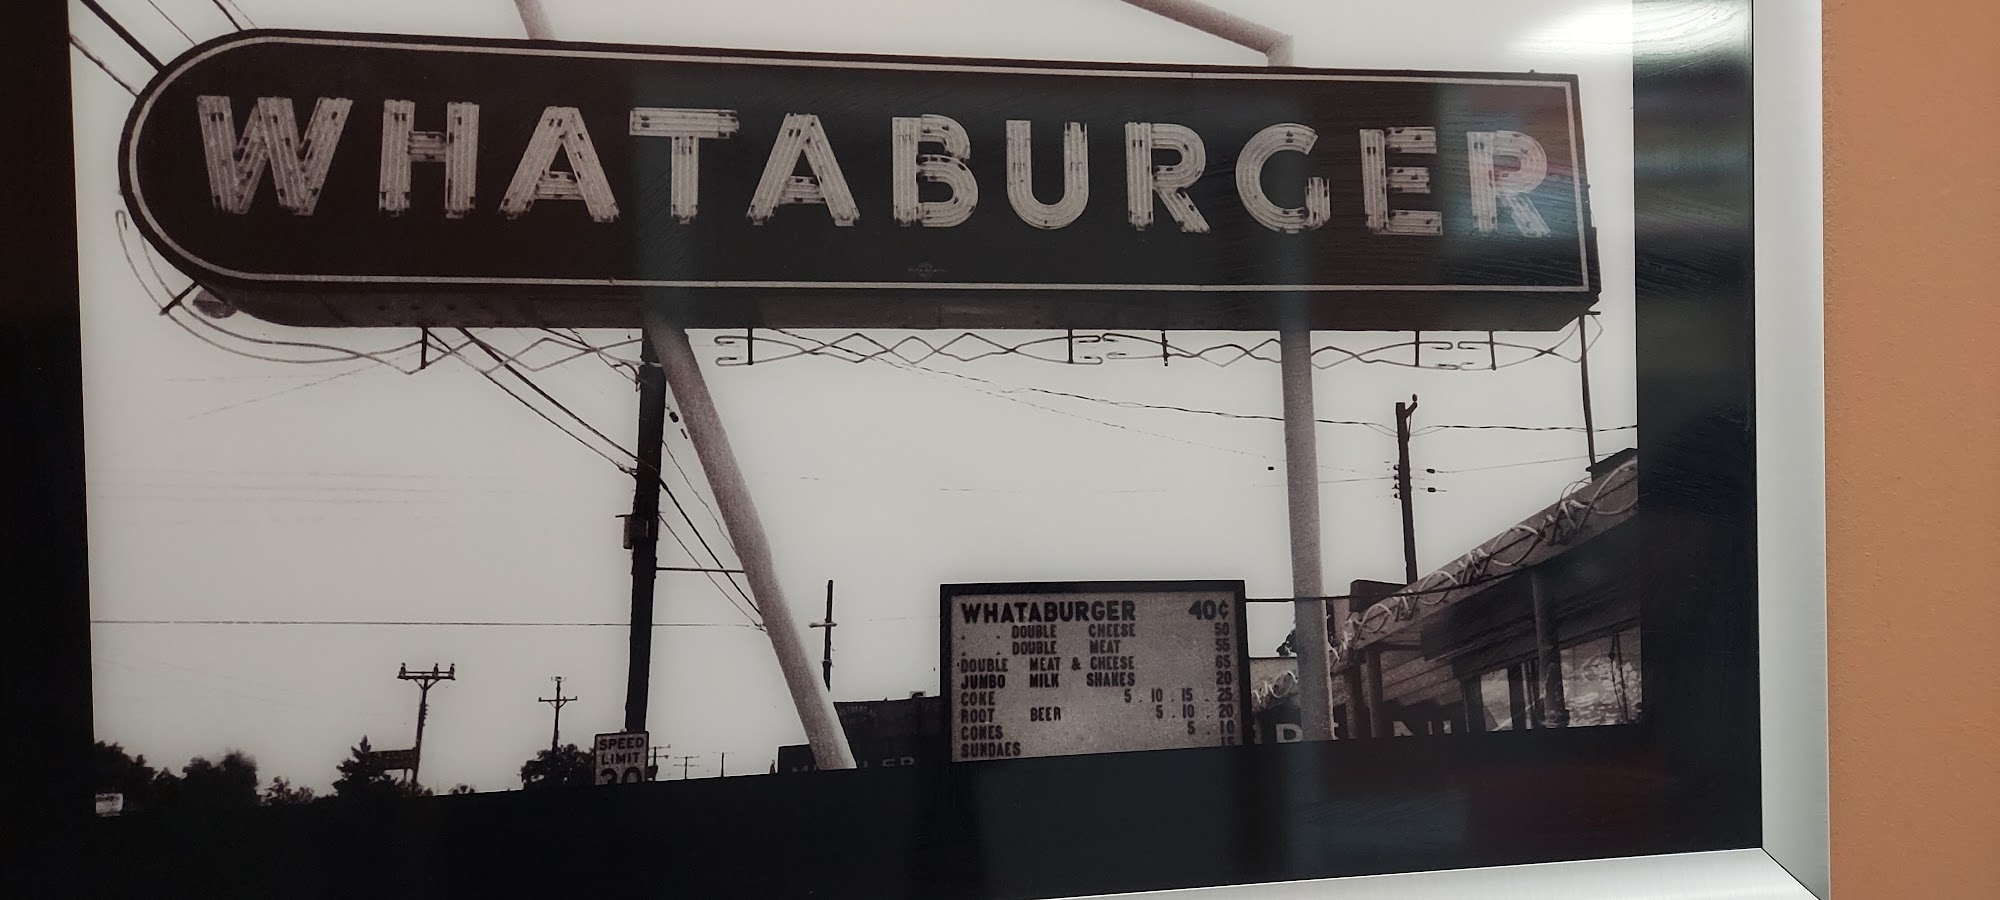 WHATABURGER
WHATABURGER 40¢
. . DOUBLE CHEESE 50
. . DOUBLE MEAT 55
DOUBLE MEAT & CHEESE 65
JUMBO MILK SHAKES 20
COKE 5 . 10 . 15 . 25
ROOT BEER 5 . 10 . 20
CONES 5 . 10
SUNDAES 15
SPEED
LIMIT
30